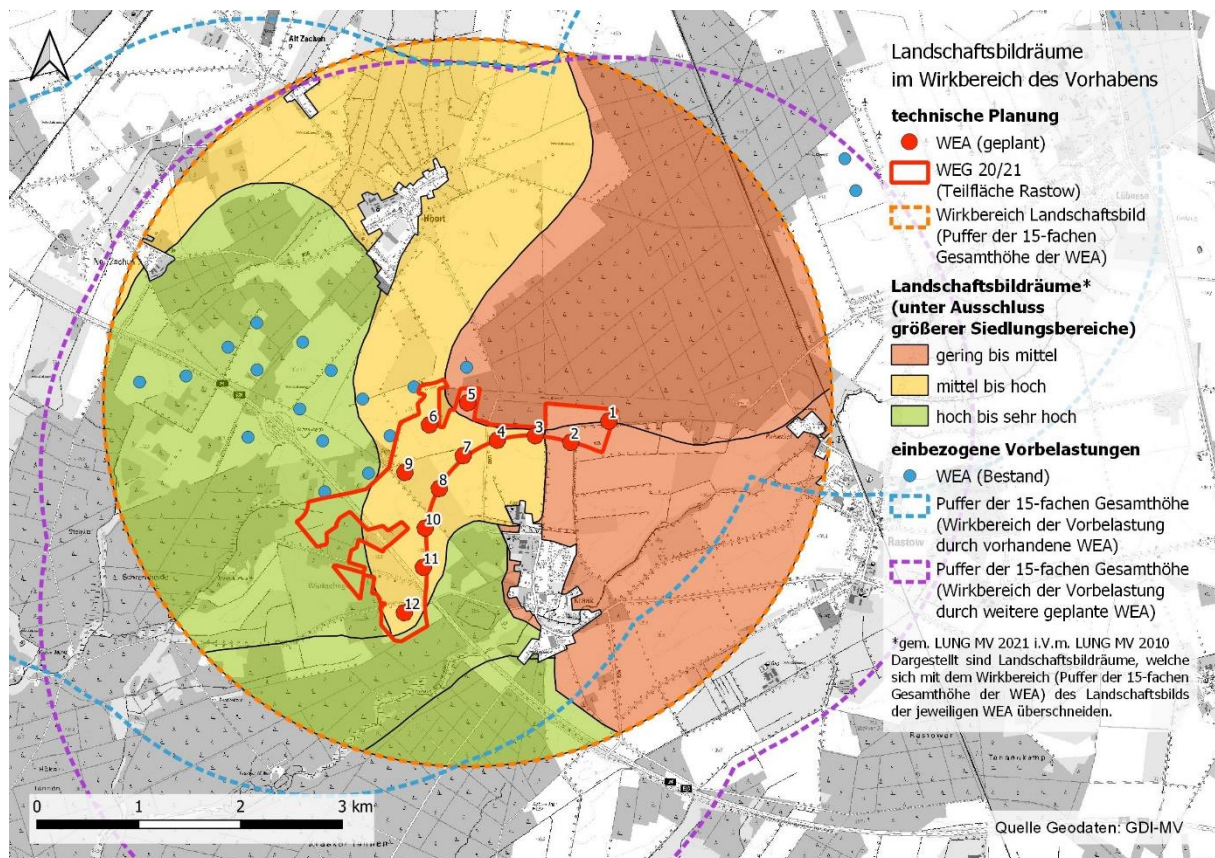 Landschaftsbildräume
im Wirkbereich des Vorhabens
technische Planung
WEA (geplant)
WEG 20/21
(Teilfläche Rastow)
Wirkbereich Landschaftsbild
(Puffer der 15-fachen
Gesamthöhe der WEA)
Landschaftsbildräume*
(unter Ausschluss
größerer Siedlungsbereiche)
gering bis mittel
mittel bis hoch
hoch bis sehr hoch
einbezogene Vorbelastungen
WEA (Bestand)
Puffer der 15-fachen Gesamthöhe
(Wirkbereich der Vorbelastung
durch vorhandene WEA)
Puffer der 15-fachen Gesamthöhe
(Wirkbereich der Vorbelastung
durch weitere geplante WEA)
*gem. LUNG MV 2021 i.V.m. LUNG MV 2010
Dargestellt sind Landschaftsbildräume, welche
sich mit dem Wirkbereich (Puffer der 15-fachen
Gesamthöhe der WEA) des Landschaftsbilds
der jeweiligen WEA überschneiden.
Quelle Geodaten: GDI-MV
Alt Zachun
Hoort
Lübesse
Rastow
Kraak
1
2
3
4
5
6
7
8
9
10
11
12
0 1 2 3 km